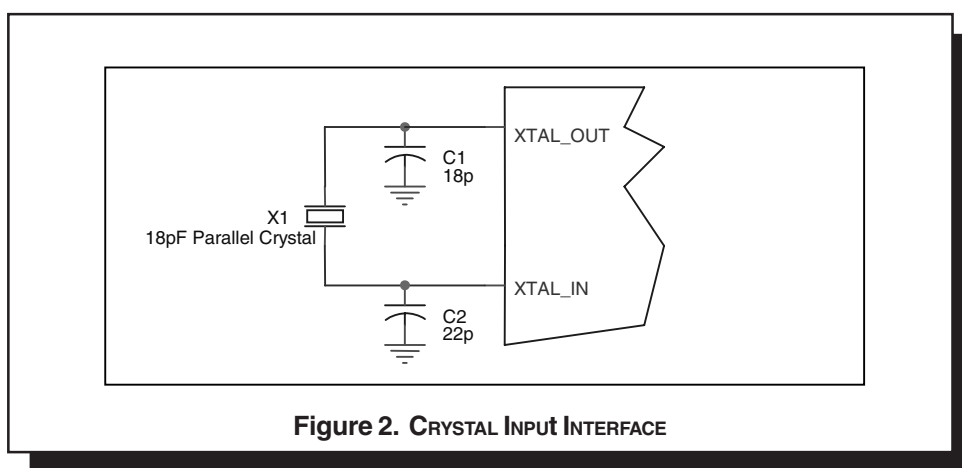 XTAL_OUT
C1
18p
X1
18pF Parallel Crystal
XTAL_IN
C2
22p
Figure 2. CRYSTAL INPUt INTERFACE